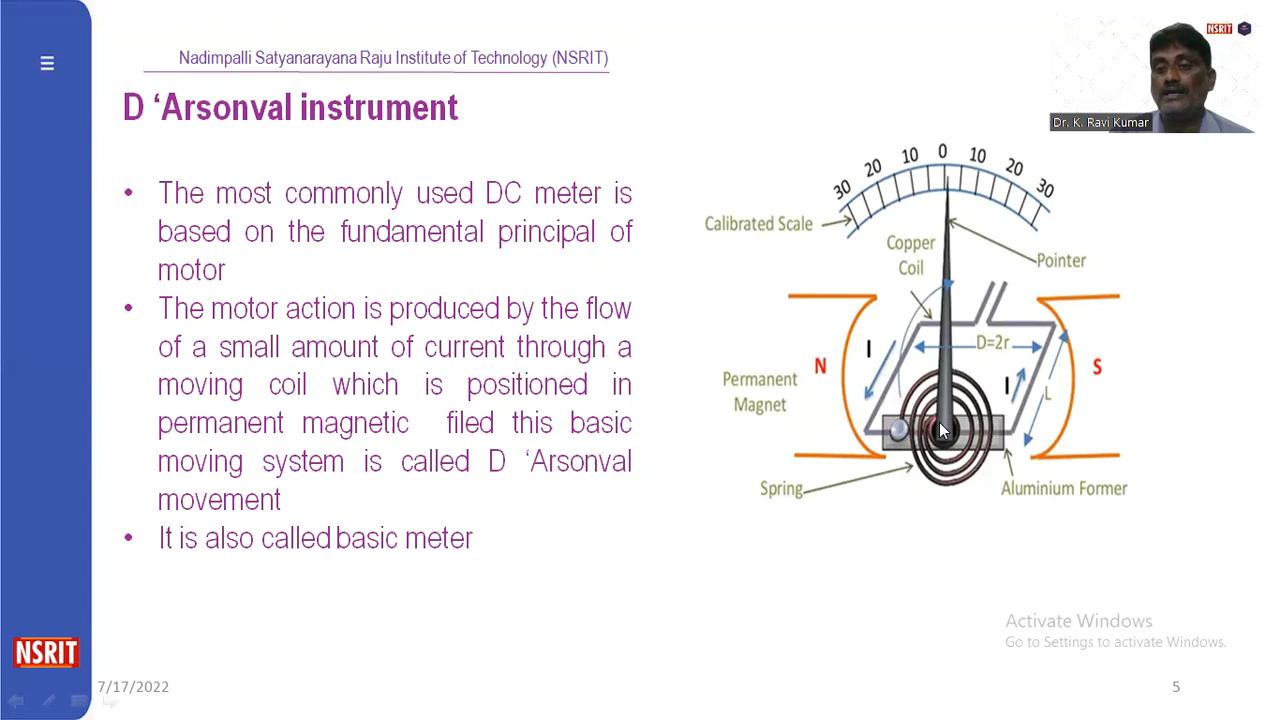 Nadimpalli Satyanarayana Raju Institute of Technology (NSRIT)
NSRIT
Dr. K. Ravi Kumar
D ‘Arsonval instrument
• The most commonly used DC meter is
based on the fundamental principal of
motor
• The motor action is produced by the flow
of a small amount of current through a
moving coil which is positioned in
permanent magnetic filed this basic
moving system is called D ‘Arsonval
movement
• It is also called basic meter
30 20 10 0 10 20 30
Calibrated Scale
Copper
Coil
Pointer
D=2r
I
N
I
L
S
Permanent
Magnet
Spring
Aluminium Former
Activate Windows
Go to Settings to activate Windows.
NSRIT
7/17/2022
5